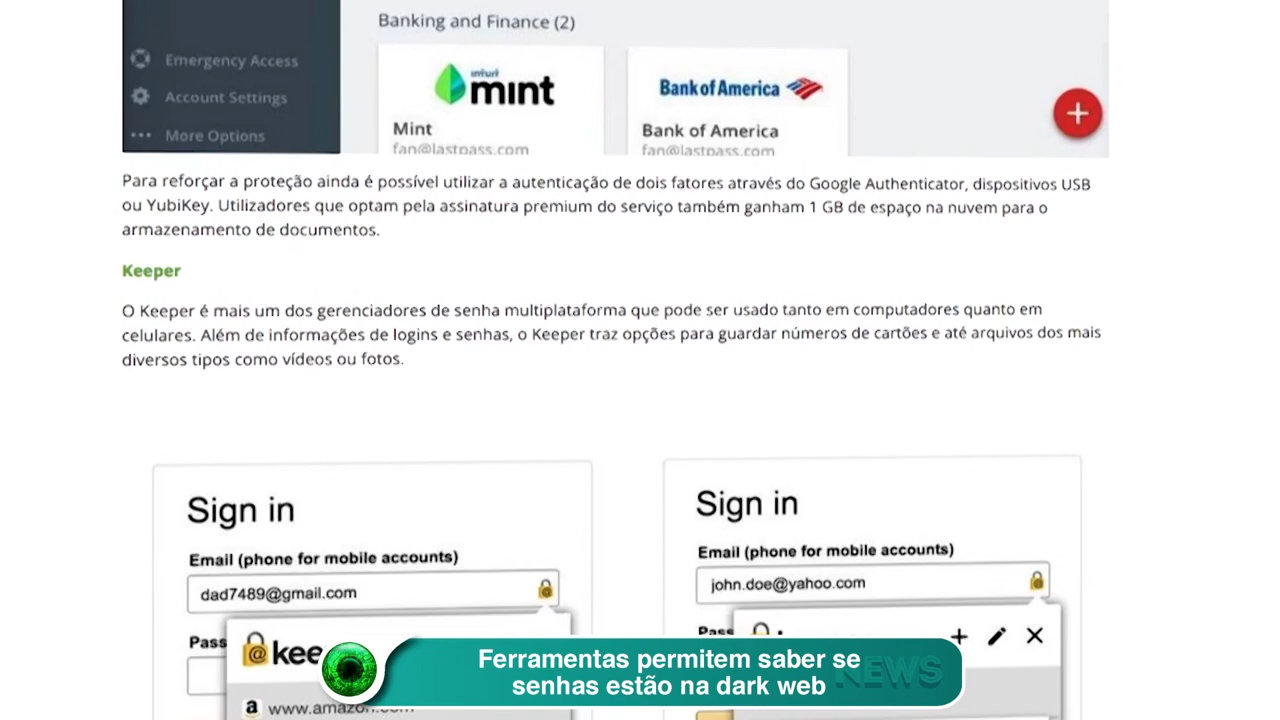 Banking and Finance (2)
Emergency Access
Account Settings
More Options
intuit
mint
Bank of America
Mint
fan@lastpass.com
Bank of America
fan@lastpass.com
Para reforçar a proteção ainda é possível utilizar a autenticação de dois fatores através do Google Authenticator, dispositivos USB
ou YubiKey. Utilizadores que optam pela assinatura premium do serviço também ganham 1 GB de espaço na nuvem para o
armazenamento de documentos.
Keeper
O Keeper é mais um dos gerenciadores de senha multiplataforma que pode ser usado tanto em computadores quanto em
celulares. Além de informações de logins e senhas, o Keeper traz opções para guardar números de cartões e até arquivos dos mais
diversos tipos como vídeos ou fotos.
Sign in
Email (phone for mobile accounts)
dad7489@gmail.com
Pass
kee
www.amazon.com
Sign in
Email (phone for mobile accounts)
john.doe@yahoo.com
Pass
Ferramentas permitem saber se
senhas estão na dark web
NEWS